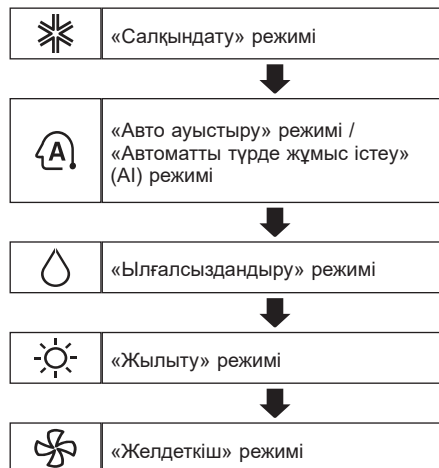 «Салқындату» режимі
A
«Авто ауыстыру» режимі /
«Автоматты түрде жұмыс істеу»
(AI) режимі
«Ылғалсыздандыру» режимі
«Жылыту» режимі
«Желдеткіш» режимі